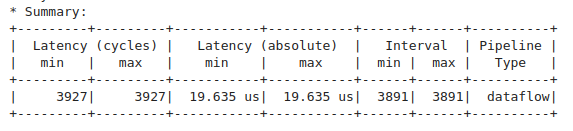 * Summary:
+---------+---------+-----------+-----------+------+------+----------+
|  Latency (cycles) |   Latency (absolute)  |   Interval  | Pipeline |
|   min   |   max   |    min    |    max    |  min |  max |   Type   |
+---------+---------+-----------+-----------+------+------+----------+
|     3927|     3927|  19.635 us|  19.635 us|  3891|  3891|  dataflow|
+---------+---------+-----------+-----------+------+------+----------+